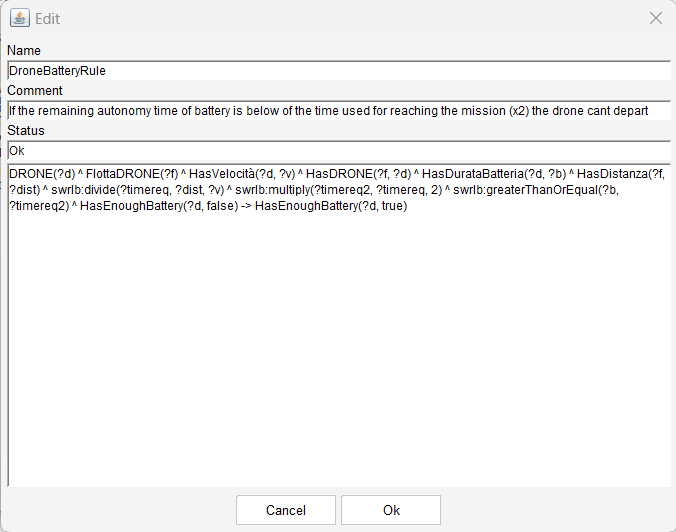 Edit
Name
DroneBatteryRule
Comment
If the remaining autonomy time of battery is below of the time used for reaching the mission (x2) the drone cant depart
Status
Ok
DRONE(?d) ^ FlottaDRONE(?f) ^ HasVelocità(?d, ?v) ^ HasDRONE(?f, ?d) ^ HasDurataBatteria(?d, ?b) ^ HasDistanza(?f,
?dist) ^ swrlb:divide(?timereq, ?dist, ?v) ^ swrlb:multiply(?timereq2, ?timereq, 2) ^ swrlb:greaterThanOrEqual(?b,
?timereq2) ^ HasEnoughBattery(?d, false) -> HasEnoughBattery(?d, true)
Cancel
Ok